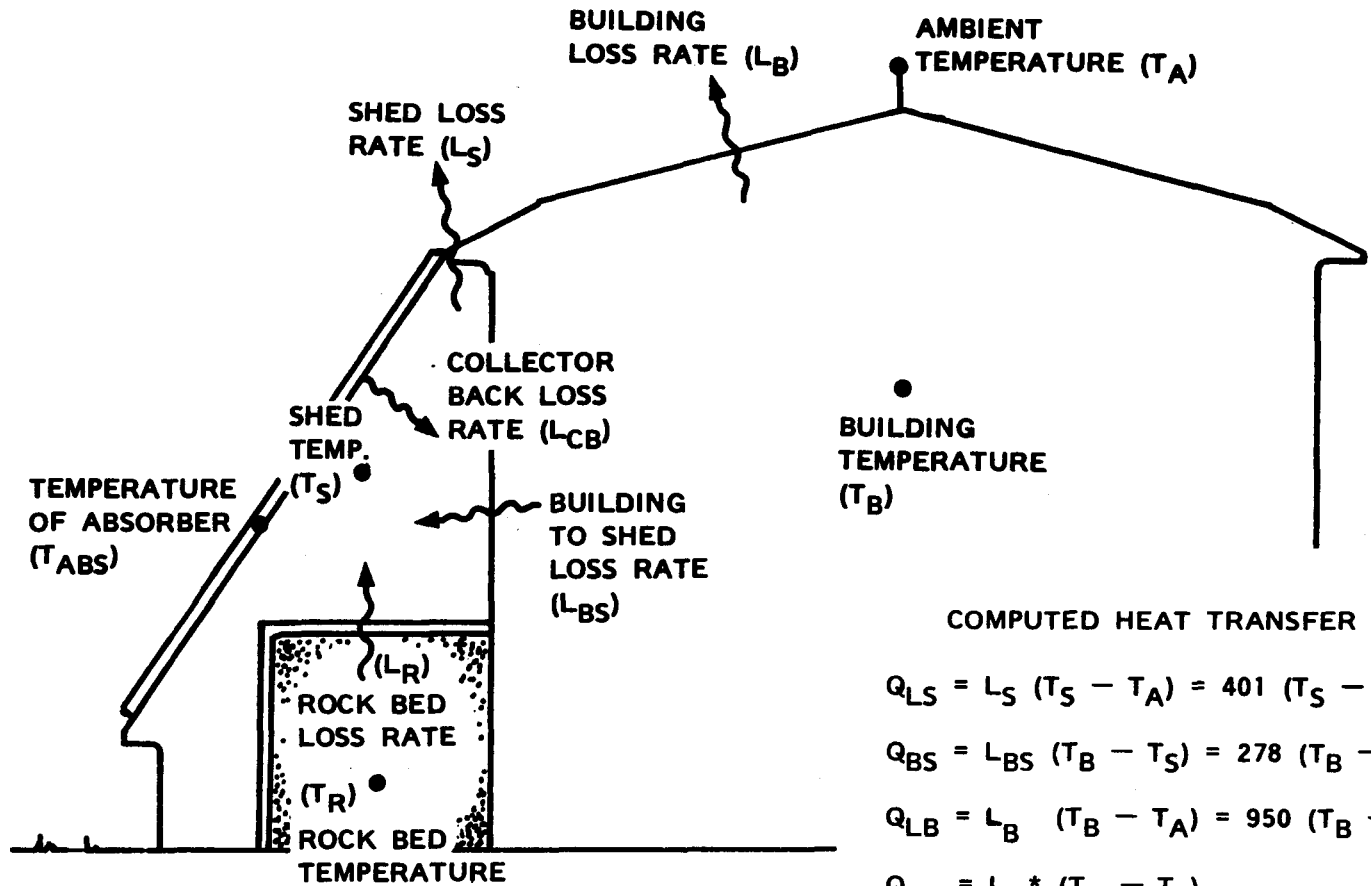 BUILDING
LOSS RATE (L_B)
AMBIENT
TEMPERATURE (T_A)
SHED LOSS
RATE (L_S)
COLLECTOR
BACK LOSS
RATE (L_CB)
SHED
TEMP.
(T_S)
BUILDING
TEMPERATURE
(T_B)
TEMPERATURE
OF ABSORBER
(T_ABS)
BUILDING
TO SHED
LOSS RATE
(L_BS)
(L_R)
ROCK BED
LOSS RATE
(T_R)
ROCK BED
TEMPERATURE
COMPUTED HEAT TRANSFER
Q_LS = L_S (T_S − T_A) = 401 (T_S −
Q_BS = L_BS (T_B − T_S) = 278 (T_B −
Q_LB = L_B (T_B − T_A) = 950 (T_B -